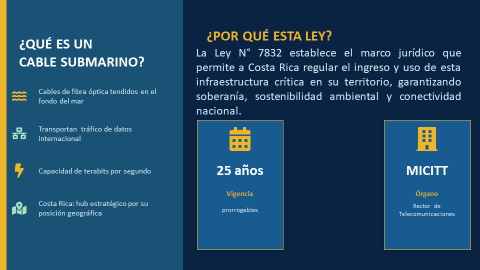 ¿QUÉ ES UN
CABLE SUBMARINO?
Cables de fibra óptica tendidos en el
fondo del mar
Transportan tráfico de datos
internacional
Capacidad de terabits por segundo
Costa Rica: hub estratégico por su
posición geográfica
¿POR QUÉ ESTA LEY?
La Ley N° 7832 establece el marco jurídico que
permite a Costa Rica regular el ingreso y uso de esta
infraestructura crítica en su territorio, garantizando
soberanía, sostenibilidad ambiental y conectividad
nacional.
25 años
Vigencia
prorrogables
MICITT
Órgano
Rector de
Telecomunicaciones